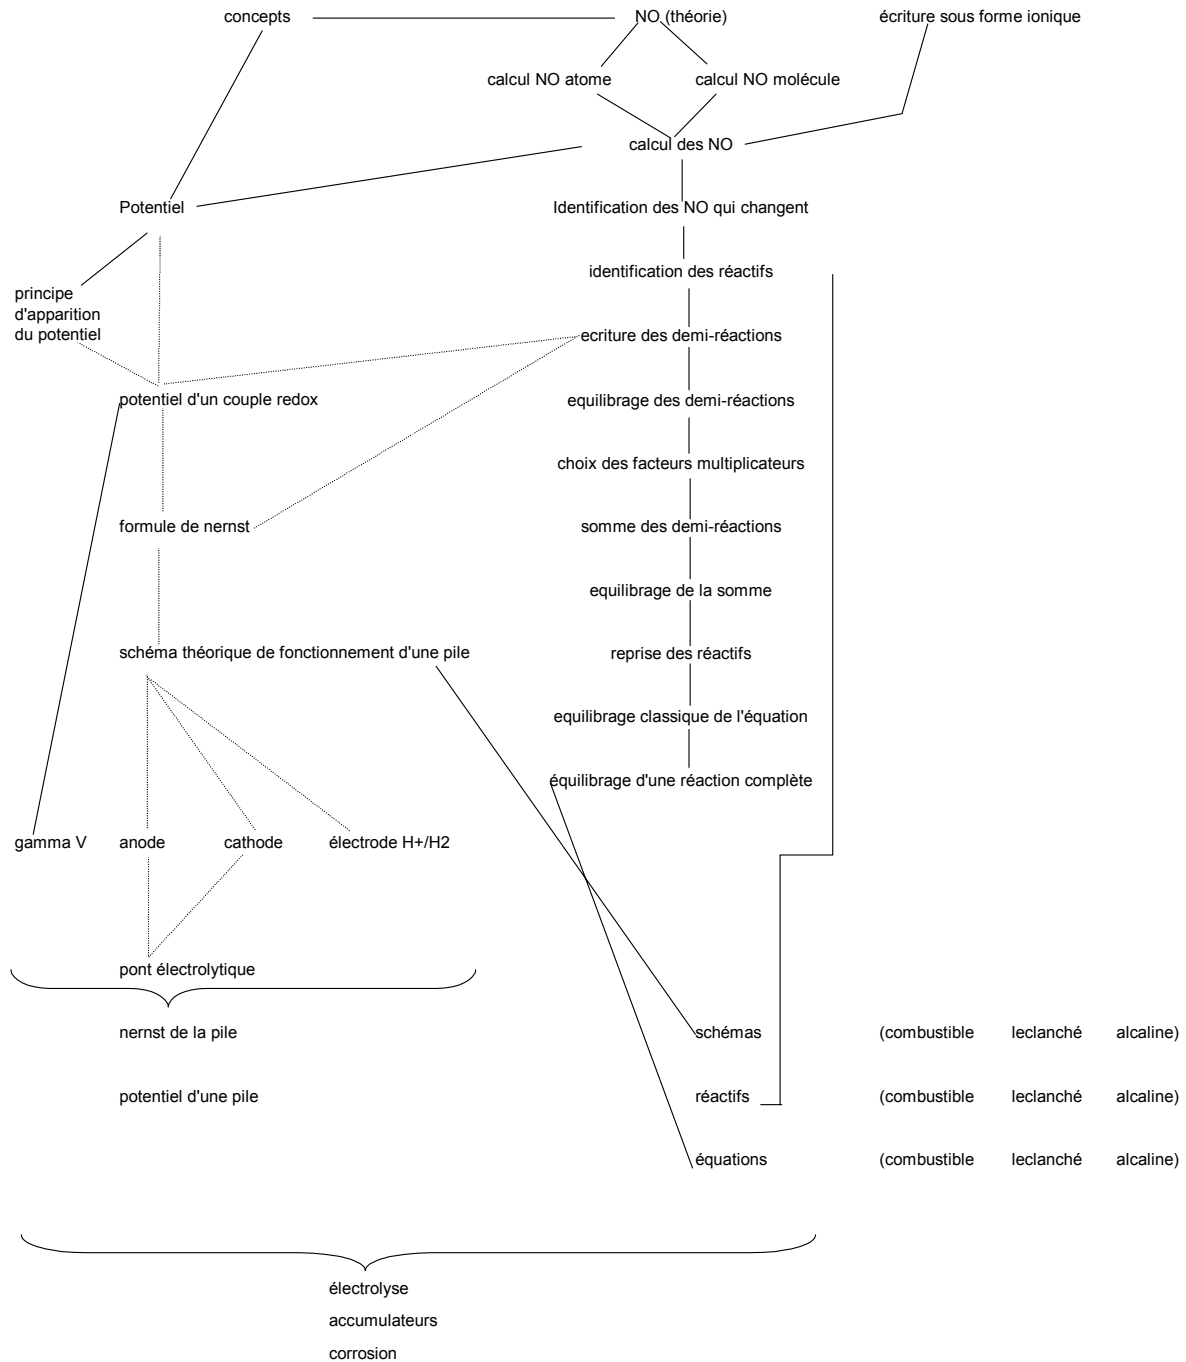 concepts NO (théorie) écriture sous forme ionique
calcul NO atome calcul NO molécule
calcul des NO
Potentiel Identification des NO qui changent
identification des réactifs
principe
d'apparition
du potentiel
ecriture des demi-réactions
potentiel d'un couple redox equilibrage des demi-réactions
choix des facteurs multiplicateurs
formule de nernst somme des demi-réactions
equilibrage de la somme
schéma théorique de fonctionnement d'une pile reprise des réactifs
equilibrage classique de l'équation
équilibrage d'une réaction complète
gamma V anode cathode électrode H+/H2
pont électrolytique
nernst de la pile schémas (combustible leclanché alcaline)
potentiel d'une pile réactifs (combustible leclanché alcaline)
équations (combustible leclanché alcaline)
électrolyse
accumulateurs
corrosion